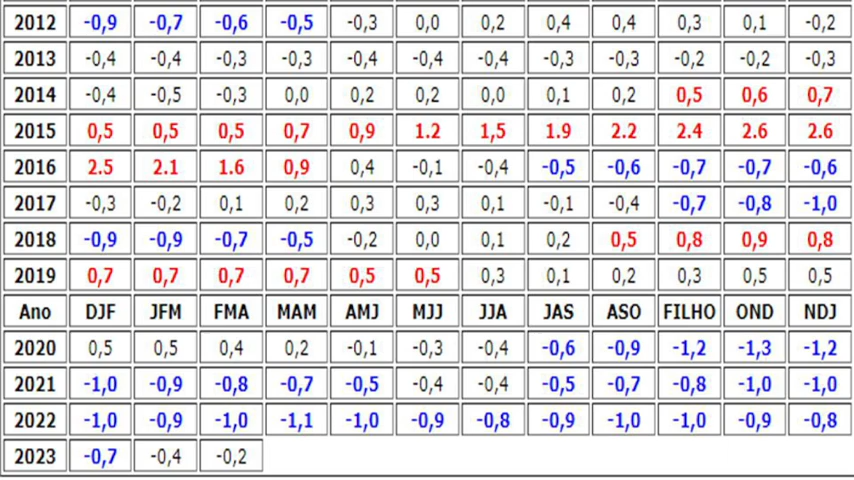 2012 -0,9 -0,7 -0,6 -0,5 -0,3 0,0 0,2 0,4 0,4 0,3 0,1 -0,2
2013 -0,4 -0,4 -0,3 -0,3 -0,4 -0,4 -0,4 -0,3 -0,3 -0,2 -0,2 -0,3
2014 -0,4 -0,5 -0,3 0,0 0,2 0,2 0,0 0,1 0,2 0,5 0,6 0,7
2015 0,5 0,5 0,5 0,7 0,9 1.2 1,5 1.9 2.2 2.4 2.6 2.6
2016 2.5 2.1 1.6 0,9 0,4 -0,1 -0,4 -0,5 -0,6 -0,7 -0,7 -0,6
2017 -0,3 -0,2 0,1 0,2 0,3 0,3 0,1 -0,1 -0,4 -0,7 -0,8 -1,0
2018 -0,9 -0,9 -0,7 -0,5 -0,2 0,0 0,1 0,2 0,5 0,8 0,9 0,8
2019 0,7 0,7 0,7 0,7 0,5 0,5 0,3 0,1 0,2 0,3 0,5 0,5
Ano DJF JFM FMA MAM AMJ MJJ JJA JAS ASO FILHO OND NDJ
2020 0,5 0,5 0,4 0,2 -0,1 -0,3 -0,4 -0,6 -0,9 -1,2 -1,3 -1,2
2021 -1,0 -0,9 -0,8 -0,7 -0,5 -0,4 -0,4 -0,5 -0,7 -0,8 -1,0 -1,0
2022 -1,0 -0,9 -1,0 -1,1 -1,0 -0,9 -0,8 -0,9 -1,0 -1,0 -0,9 -0,8
2023 -0,7 -0,4 -0,2